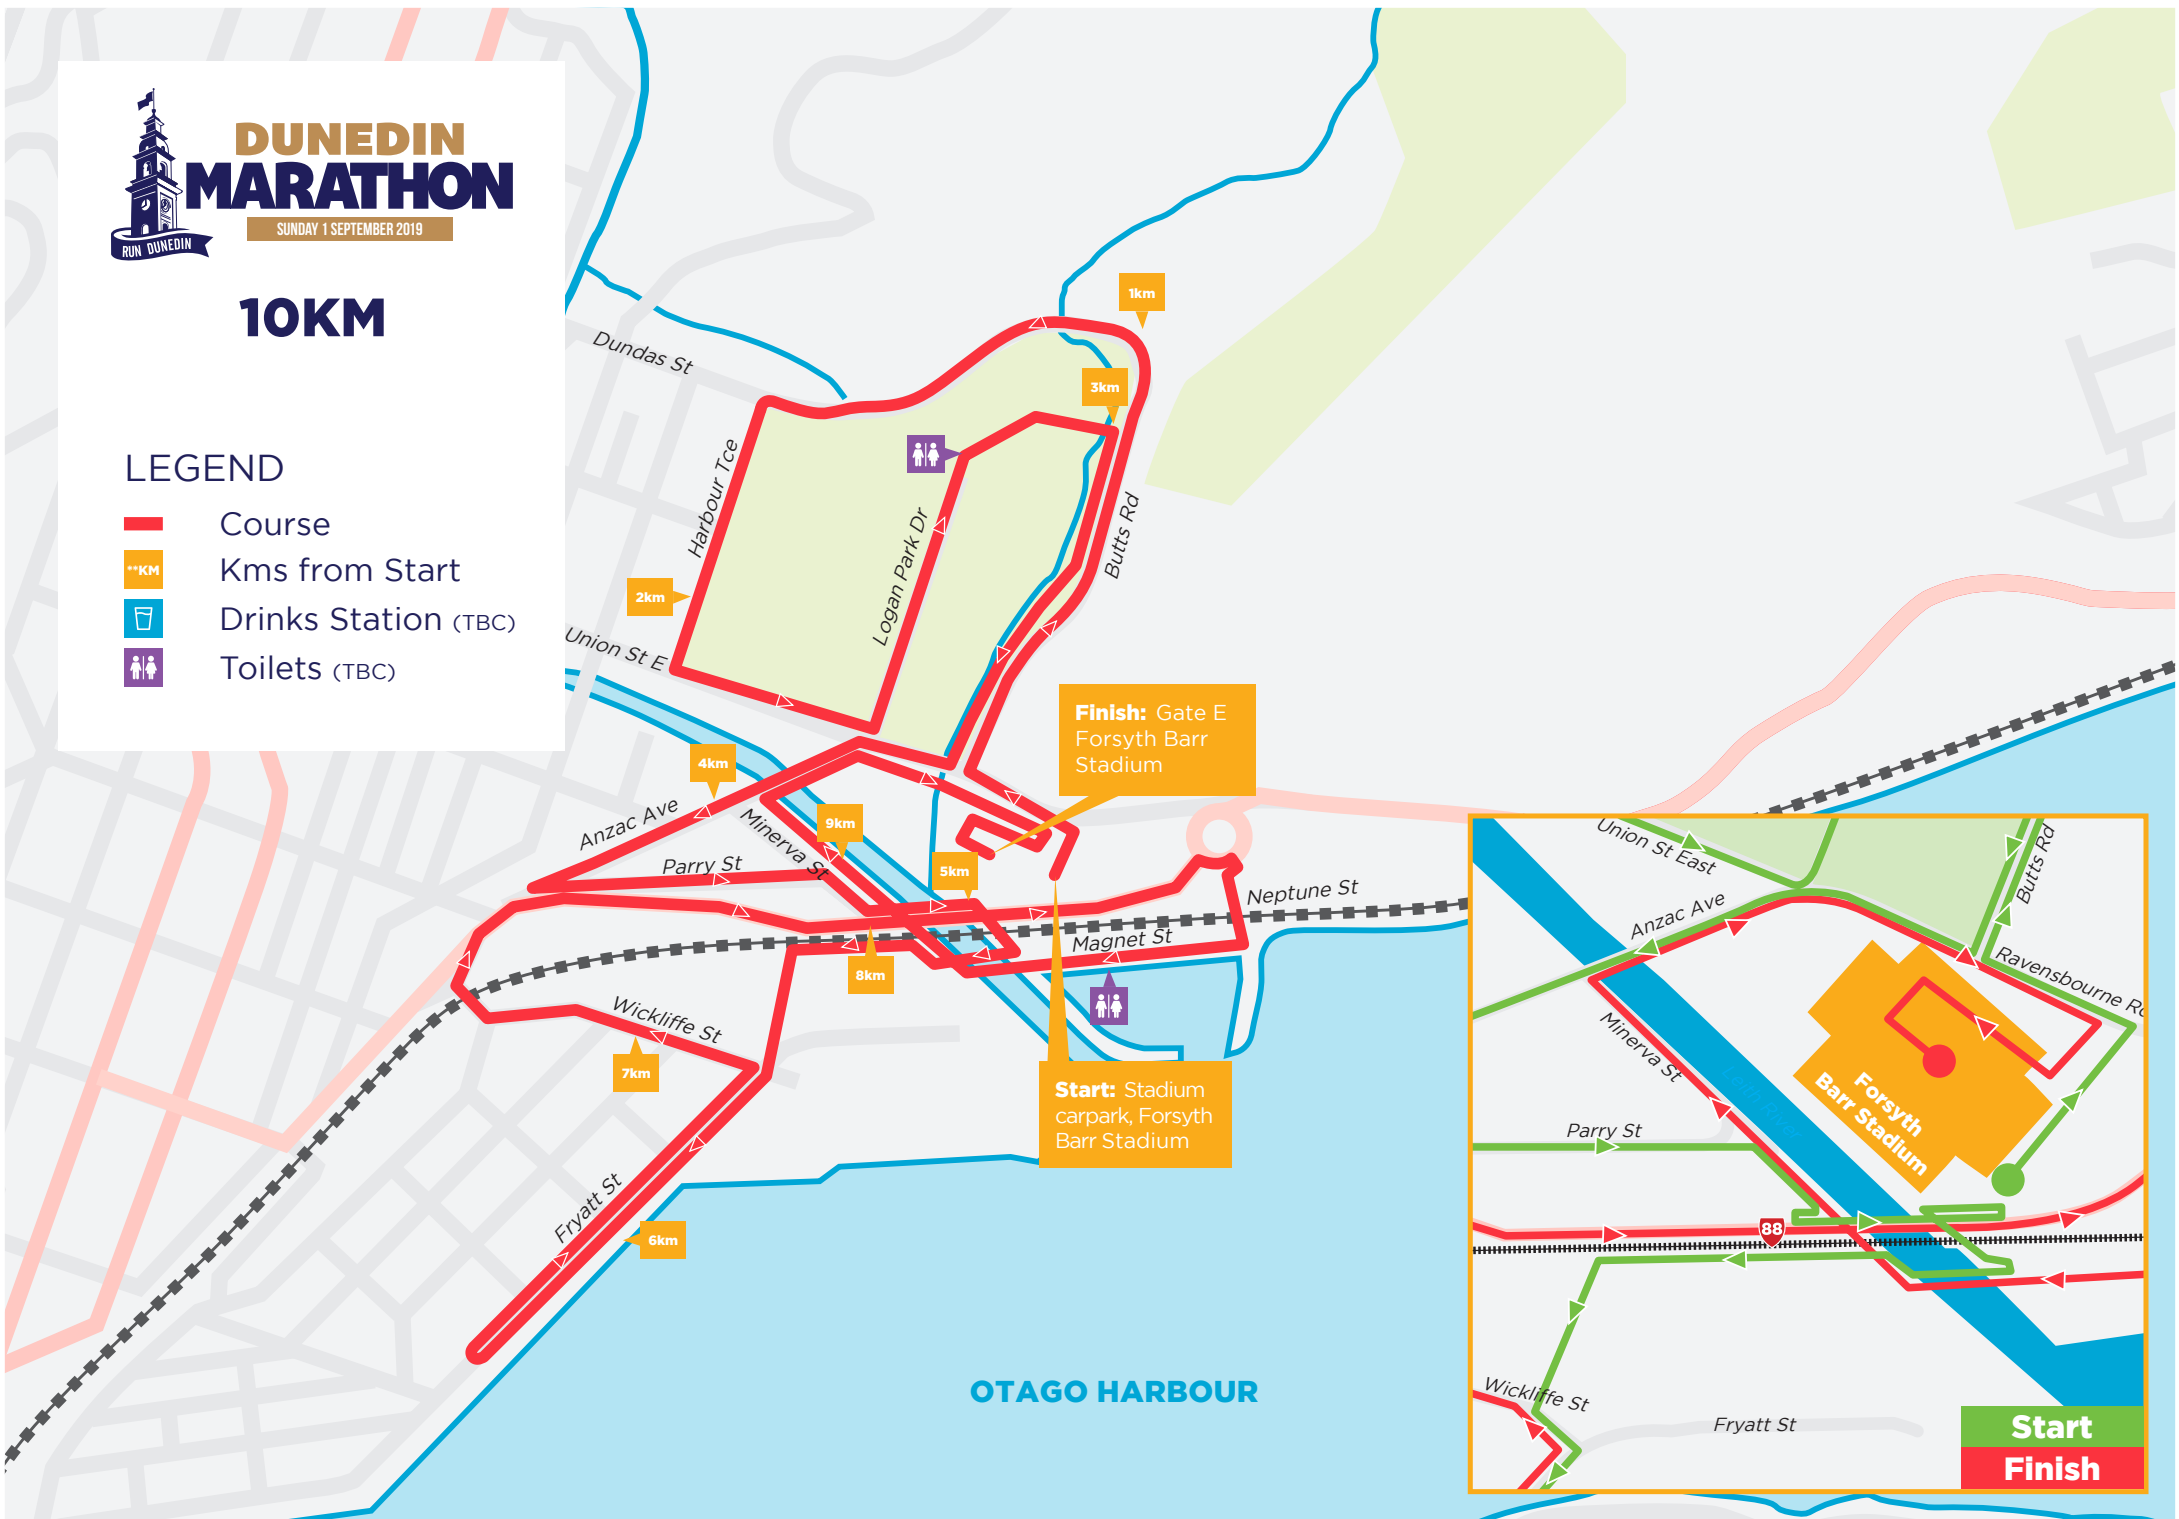 DUNEDIN
MARATHON
SUNDAY 1 SEPTEMBER 2019
RUN DUNEDIN
10KM
LEGEND
Course
**KM
Kms from Start
Drinks Station (TBC)
Toilets (TBC)
1km
3km
Dundas St
Harbour Tce
Logan Park Dr
Butts Rd
2km
Union St E
Finish: Gate E
Forsyth Barr
Stadium
4km
Anzac Ave
Minerva St
9km
Parry St
5km
Neptune St
Magnet St
8km
Wickliffe St
7km
Start: Stadium
carpark, Forsyth
Barr Stadium
Fryatt St
6km
OTAGO HARBOUR
Union St East
Butts Rd
Anzac Ave
Ravensbourne Rd
Minerva St
Leith River
Forsyth
Barr Stadium
Parry St
88
Wickliffe St
Fryatt St
Start
Finish